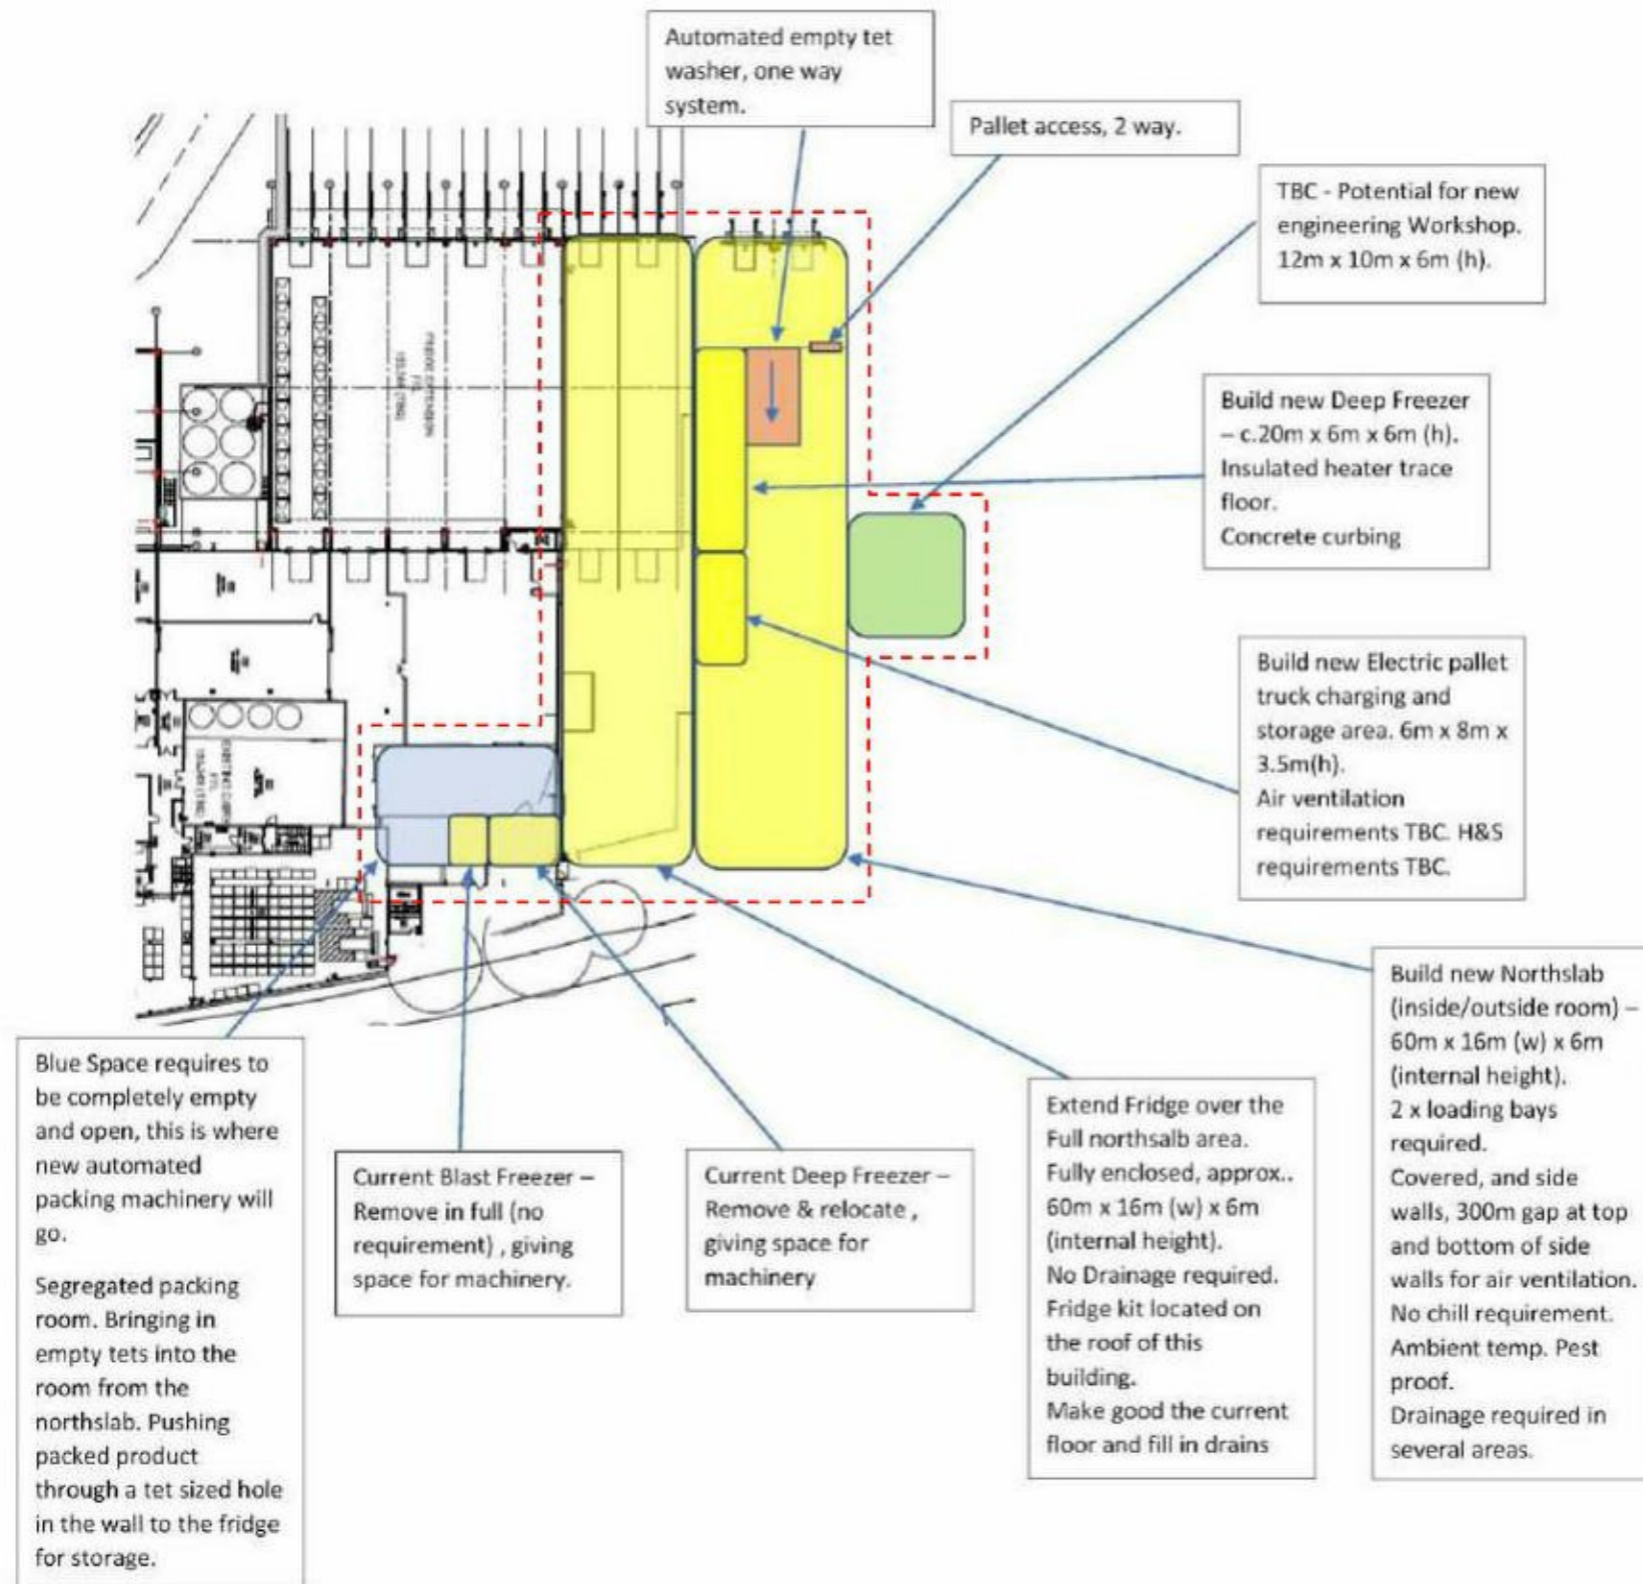 Automated empty tet
washer, one way
system.
Pallet access, 2 way.
TBC - Potential for new
engineering Workshop.
12m x 10m x 6m (h).
Build new Deep Freezer
– c.20m x 6m x 6m (h).
Insulated heater trace
floor.
Concrete curbing
Build new Electric pallet
truck charging and
storage area. 6m x 8m x
3.5m(h).
Air ventilation
requirements TBC. H&S
requirements TBC.
Build new Northslab
(inside/outside room) –
60m x 16m (w) x 6m
(internal height).
2 x loading bays
required.
Covered, and side
walls, 300m gap at top
and bottom of side
walls for air ventilation.
No chill requirement.
Ambient temp. Pest
proof.
Drainage required in
several areas.
Extend Fridge over the
Full northsalb area.
Fully enclosed, approx..
60m x 16m (w) x 6m
(internal height).
No Drainage required.
Fridge kit located on
the roof of this
building.
Make good the current
floor and fill in drains
Current Deep Freezer –
Remove & relocate ,
giving space for
machinery
Current Blast Freezer –
Remove in full (no
requirement) , giving
space for machinery.
Blue Space requires to
be completely empty
and open, this is where
new automated
packing machinery will
go.
Segregated packing
room. Bringing in
empty tets into the
room from the
northslab. Pushing
packed product
through a tet sized hole
in the wall to the fridge
for storage.